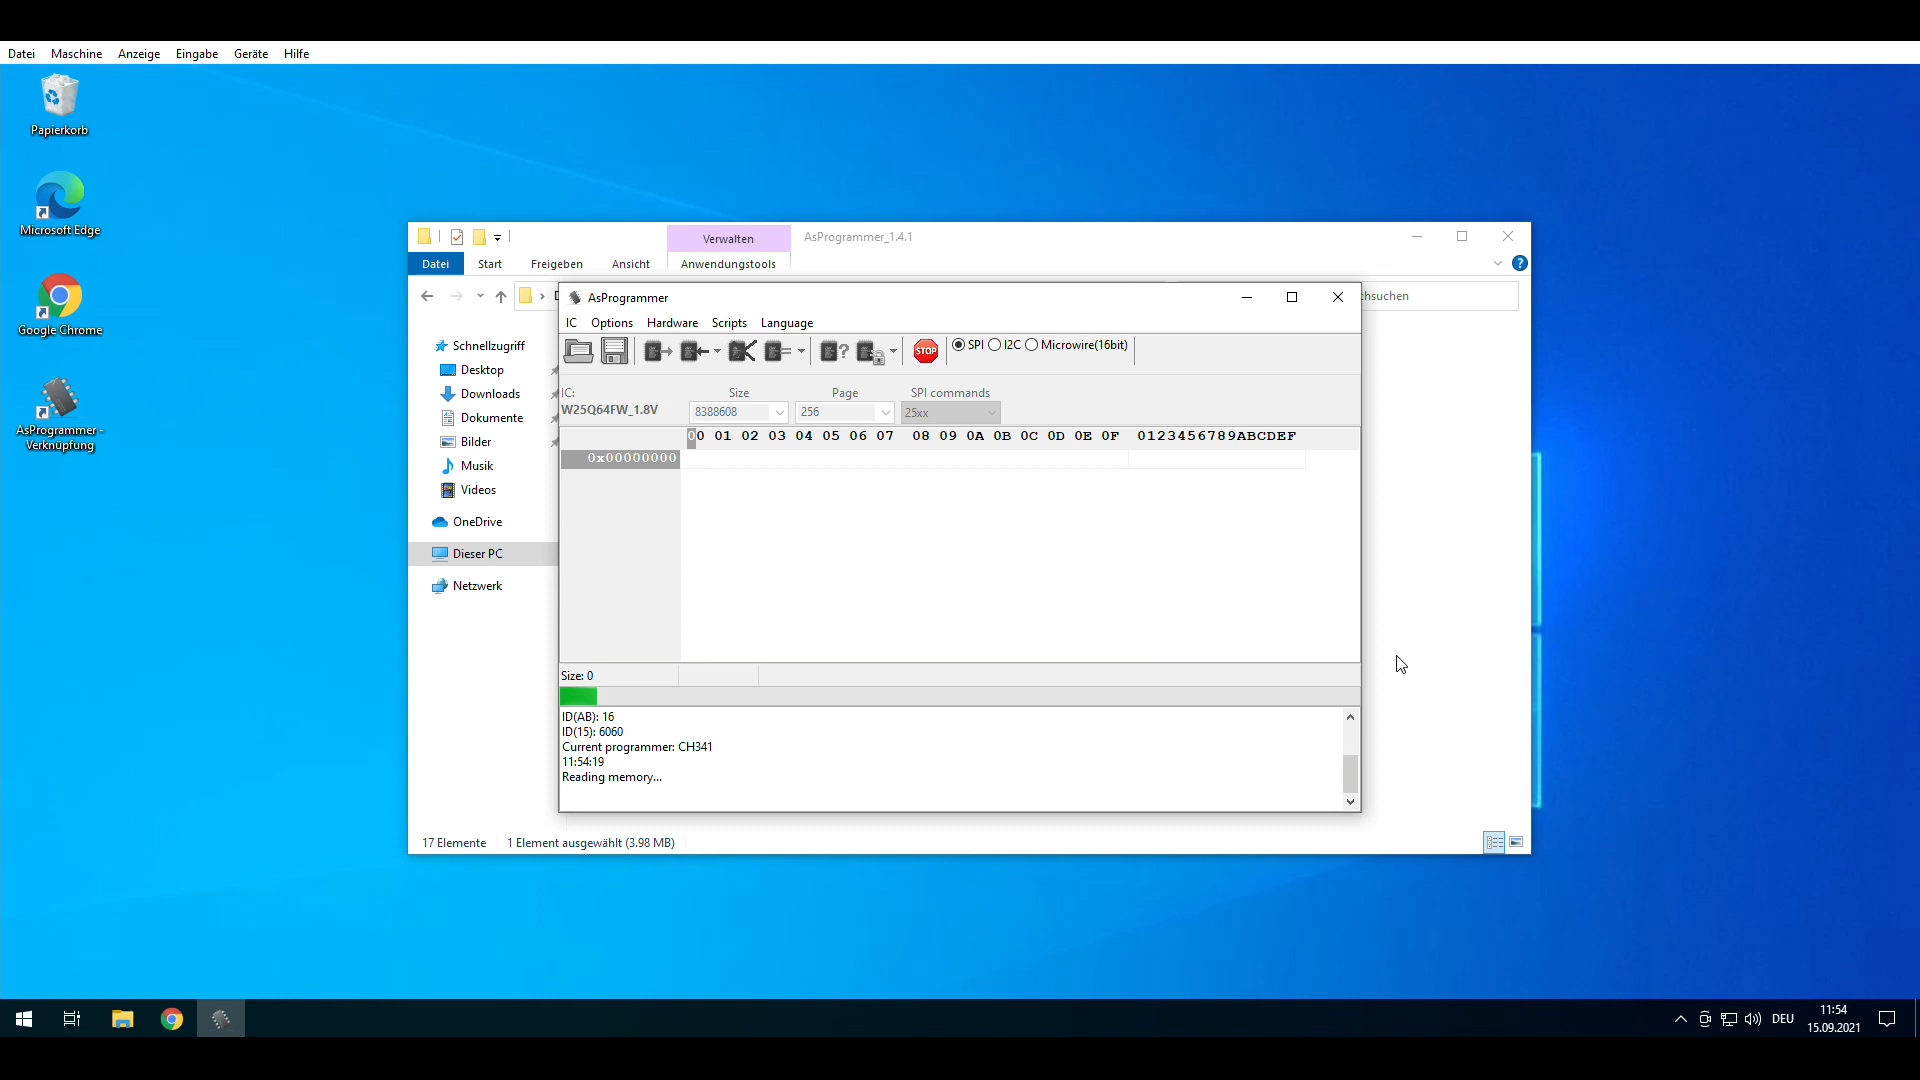 Datei Maschine Anzeige Eingabe Geräte Hilfe
Papierkorb
Microsoft Edge
Google Chrome
AsProgrammer -
Verknüpfung
Verwalten AsProgrammer_1.4.1
Datei Start Freigeben Ansicht Anwendungstools
chsuchen
Schnellzugriff
Desktop
Downloads
Dokumente
Bilder
Musik
Videos
OneDrive
Dieser PC
Netzwerk
17 Elemente 1 Element ausgewählt (3.98 MB)
AsProgrammer
IC Options Hardware Scripts Language
STOP SPI I2C Microwire(16bit)
IC: Size Page SPI commands
W25Q64FW_1.8V 8388608 256 25xx
00 01 02 03 04 05 06 07 08 09 0A 0B 0C 0D 0E 0F 0123456789ABCDEF
0x00000000
Size: 0
ID(AB): 16
ID(15): 6060
Current programmer: CH341
11:54:19
Reading memory...
DEU
11:54
15.09.2021